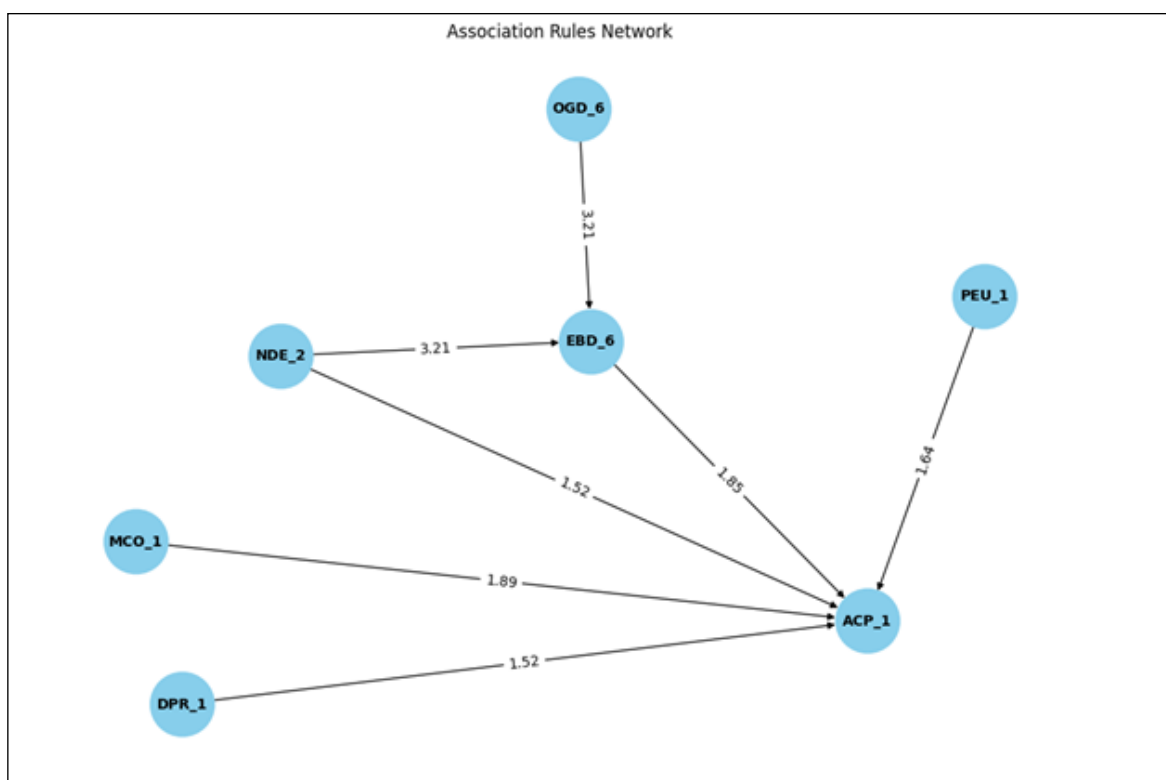 Association Rules Network
OGD_6
3.21
PEU_1
EBD_6
NDE_2
3.21
1.64
1.85
1.52
MCO_1
1.89
ACP_1
1.52
DPR_1